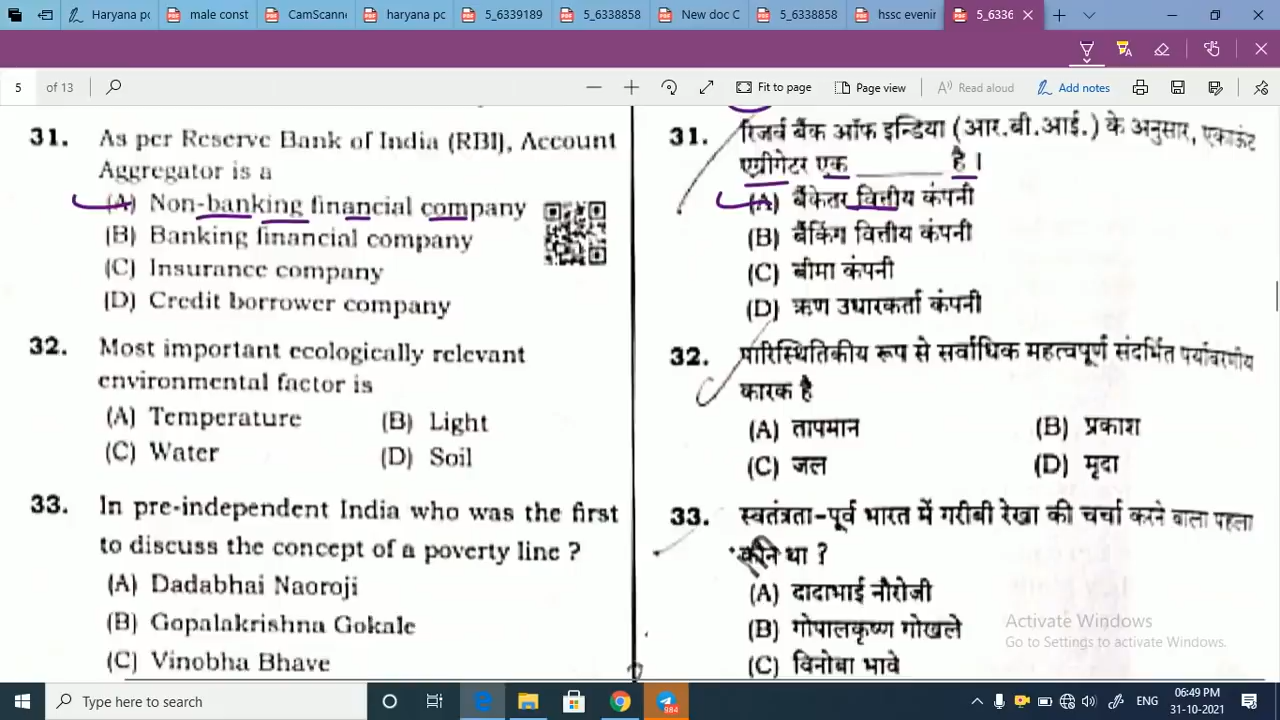 Haryana pc
male const
CamScanne
haryana pc
5_6339189
5_6338858
New doc C
5_6338858
hssc evenin
5_6336
5 of 13
Fit to page
Page view
Read aloud
Add notes
31. As per Reserve Bank of India (RBI), Account
Aggregator is a
(A) Non-banking financial company
(B) Banking financial company
(C) Insurance company
(D) Credit borrower company
32. Most important ecologically relevant
environmental factor is
(A) Temperature (B) Light
(C) Water (D) Soil
33. In pre-independent India who was the first
to discuss the concept of a poverty line ?
(A) Dadabhai Naoroji
(B) Gopalakrishna Gokale
(C) Vinobha Bhave
31. रिजर्व बैंक ऑफ इन्डिया (आर.बी.आई.) के अनुसार, एकाऊंट
एग्रीगेटर एक ________ है ।
(A) बैंकेत्तर वित्तीय कंपनी
(B) बैंकिंग वित्तीय कंपनी
(C) बीमा कंपनी
(D) ऋण उधारकर्ता कंपनी
32. पारिस्थितिकीय रूप से सर्वाधिक महत्वपूर्ण संदर्भित पर्यावरणीय
कारक है
(A) तापमान (B) प्रकाश
(C) जल (D) मृदा
33. स्वतंत्रता-पूर्व भारत में गरीबी रेखा की चर्चा करने वाला पहला
कौन था ?
(A) दादाभाई नौरोजी
(B) गोपालकृष्ण गोखले
(C) विनोबा भावे
Activate Windows
Go to Settings to activate Windows.
Type here to search
984
ENG
06:49 PM
31-10-2021